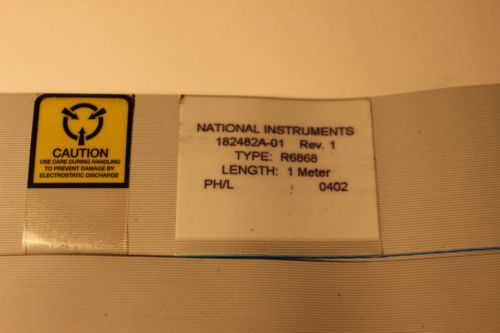 CAUTION
USE CARE DURING HANDLING
TO PREVENT DAMAGE BY
ELECTROSTATIC DISCHARGE
NATIONAL INSTRUMENTS
182482A-01 Rev. 1
TYPE: R6868
LENGTH: 1 Meter
PH/L 0402